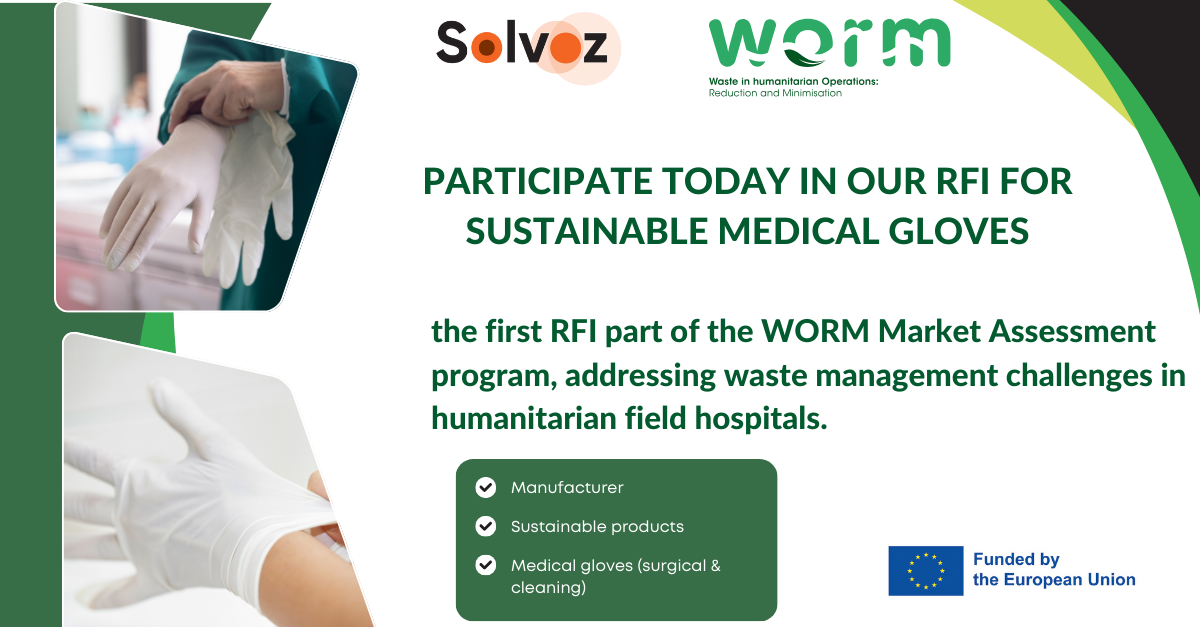 Solvoz
worm
Waste in humanitarian Operations:
Reduction and Minimisation
PARTICIPATE TODAY IN OUR RFI FOR
SUSTAINABLE MEDICAL GLOVES
the first RFI part of the WORM Market Assessment
program, addressing waste management challenges in
humanitarian field hospitals.
Manufacturer
Sustainable products
Medical gloves (surgical &
cleaning)
Funded by
the European Union